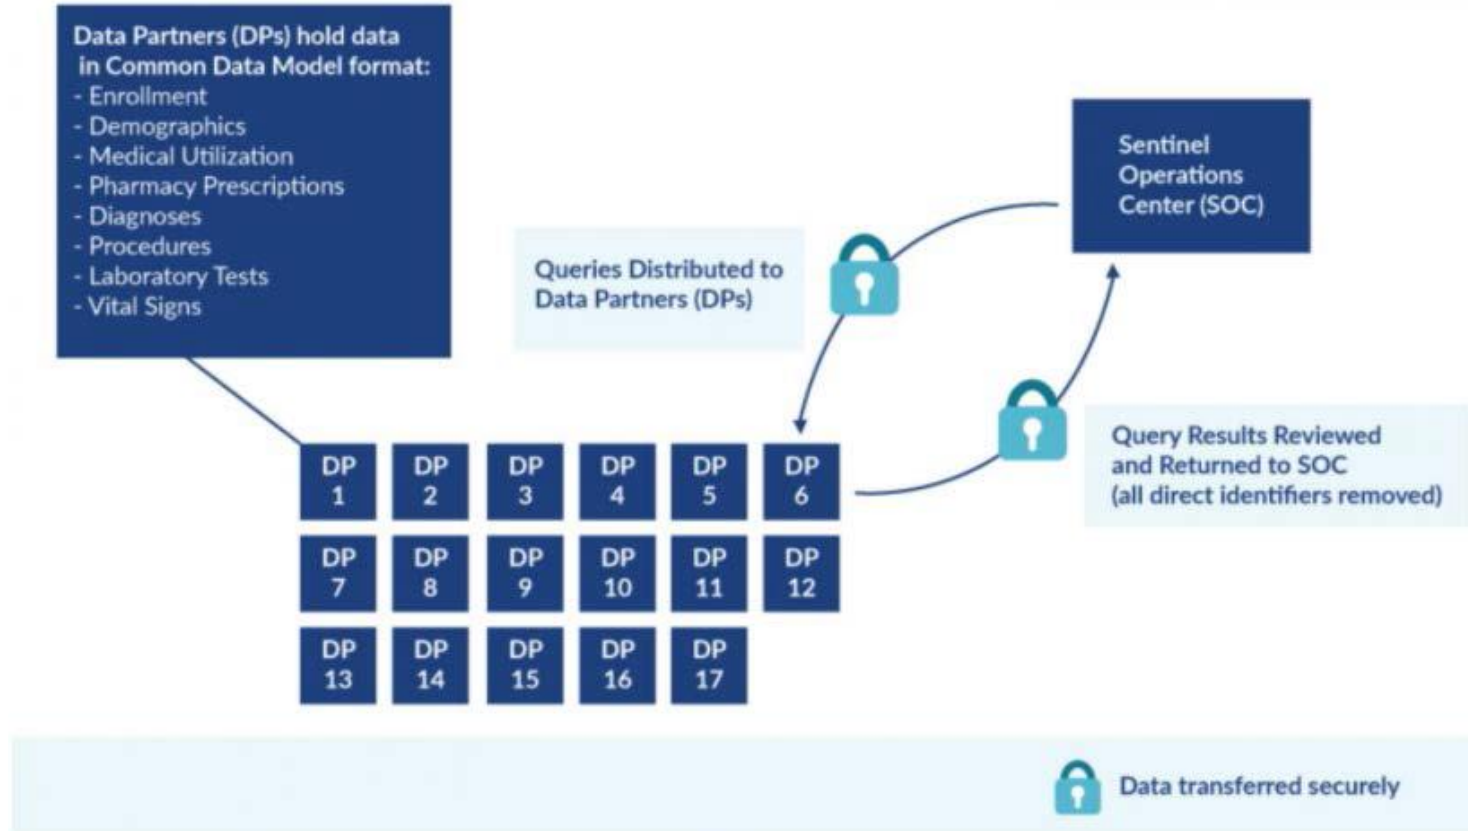 Data Partners (DPs) hold data
in Common Data Model format:
- Enrollment
- Demographics
- Medical Utilization
- Pharmacy Prescriptions
- Diagnoses
- Procedures
- Laboratory Tests
- Vital Signs
Sentinel
Operations
Center (SOC)
Queries Distributed to
Data Partners (DPs)
Query Results Reviewed
and Returned to SOC
(all direct identifiers removed)
DP
1
DP
2
DP
3
DP
4
DP
5
DP
6
DP
7
DP
8
DP
9
DP
10
DP
11
DP
12
DP
13
DP
14
DP
15
DP
16
DP
17
Data transferred securely